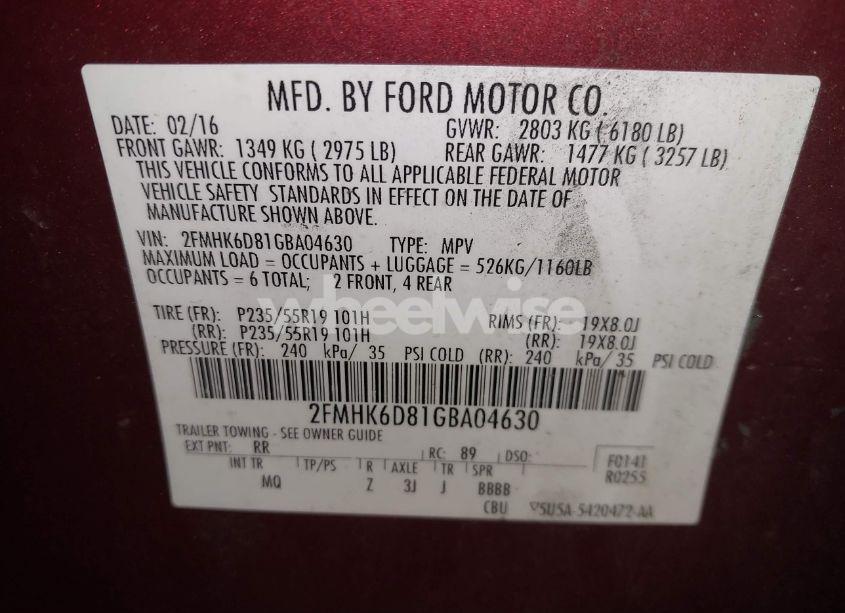 MFD. BY FORD MOTOR CO.
DATE: 02/16 GVWR: 2803 KG ( 6180 LB)
FRONT GAWR: 1349 KG ( 2975 LB) REAR GAWR: 1477 KG ( 3257 LB)
THIS VEHICLE CONFORMS TO ALL APPLICABLE FEDERAL MOTOR
VEHICLE SAFETY STANDARDS IN EFFECT ON THE DATE OF
MANUFACTURE SHOWN ABOVE.
VIN: 2FMHK6D81GBA04630 TYPE: MPV
MAXIMUM LOAD = OCCUPANTS + LUGGAGE = 526KG/1160LB
OCCUPANTS = 6 TOTAL; 2 FRONT, 4 REAR
wheelwise
TIRE (FR): P235/55R19 101H RIMS (FR): 19X8.0J
(RR): P235/55R19 101H (RR): 19X8.0J
PRESSURE (FR): 240 kPa/ 35 PSI COLD (RR): 240 kPa/ 35 PSI COLD
2FMHK6D81GBA04630
TRAILER TOWING - SEE OWNER GUIDE
EXT PNT: RR RC: 89 DSO:
INT TR TP/PS R AXLE TR SPR
MQ Z 3J J BBBB
F0141
R0255
CBU 5U5A-5420472-AA